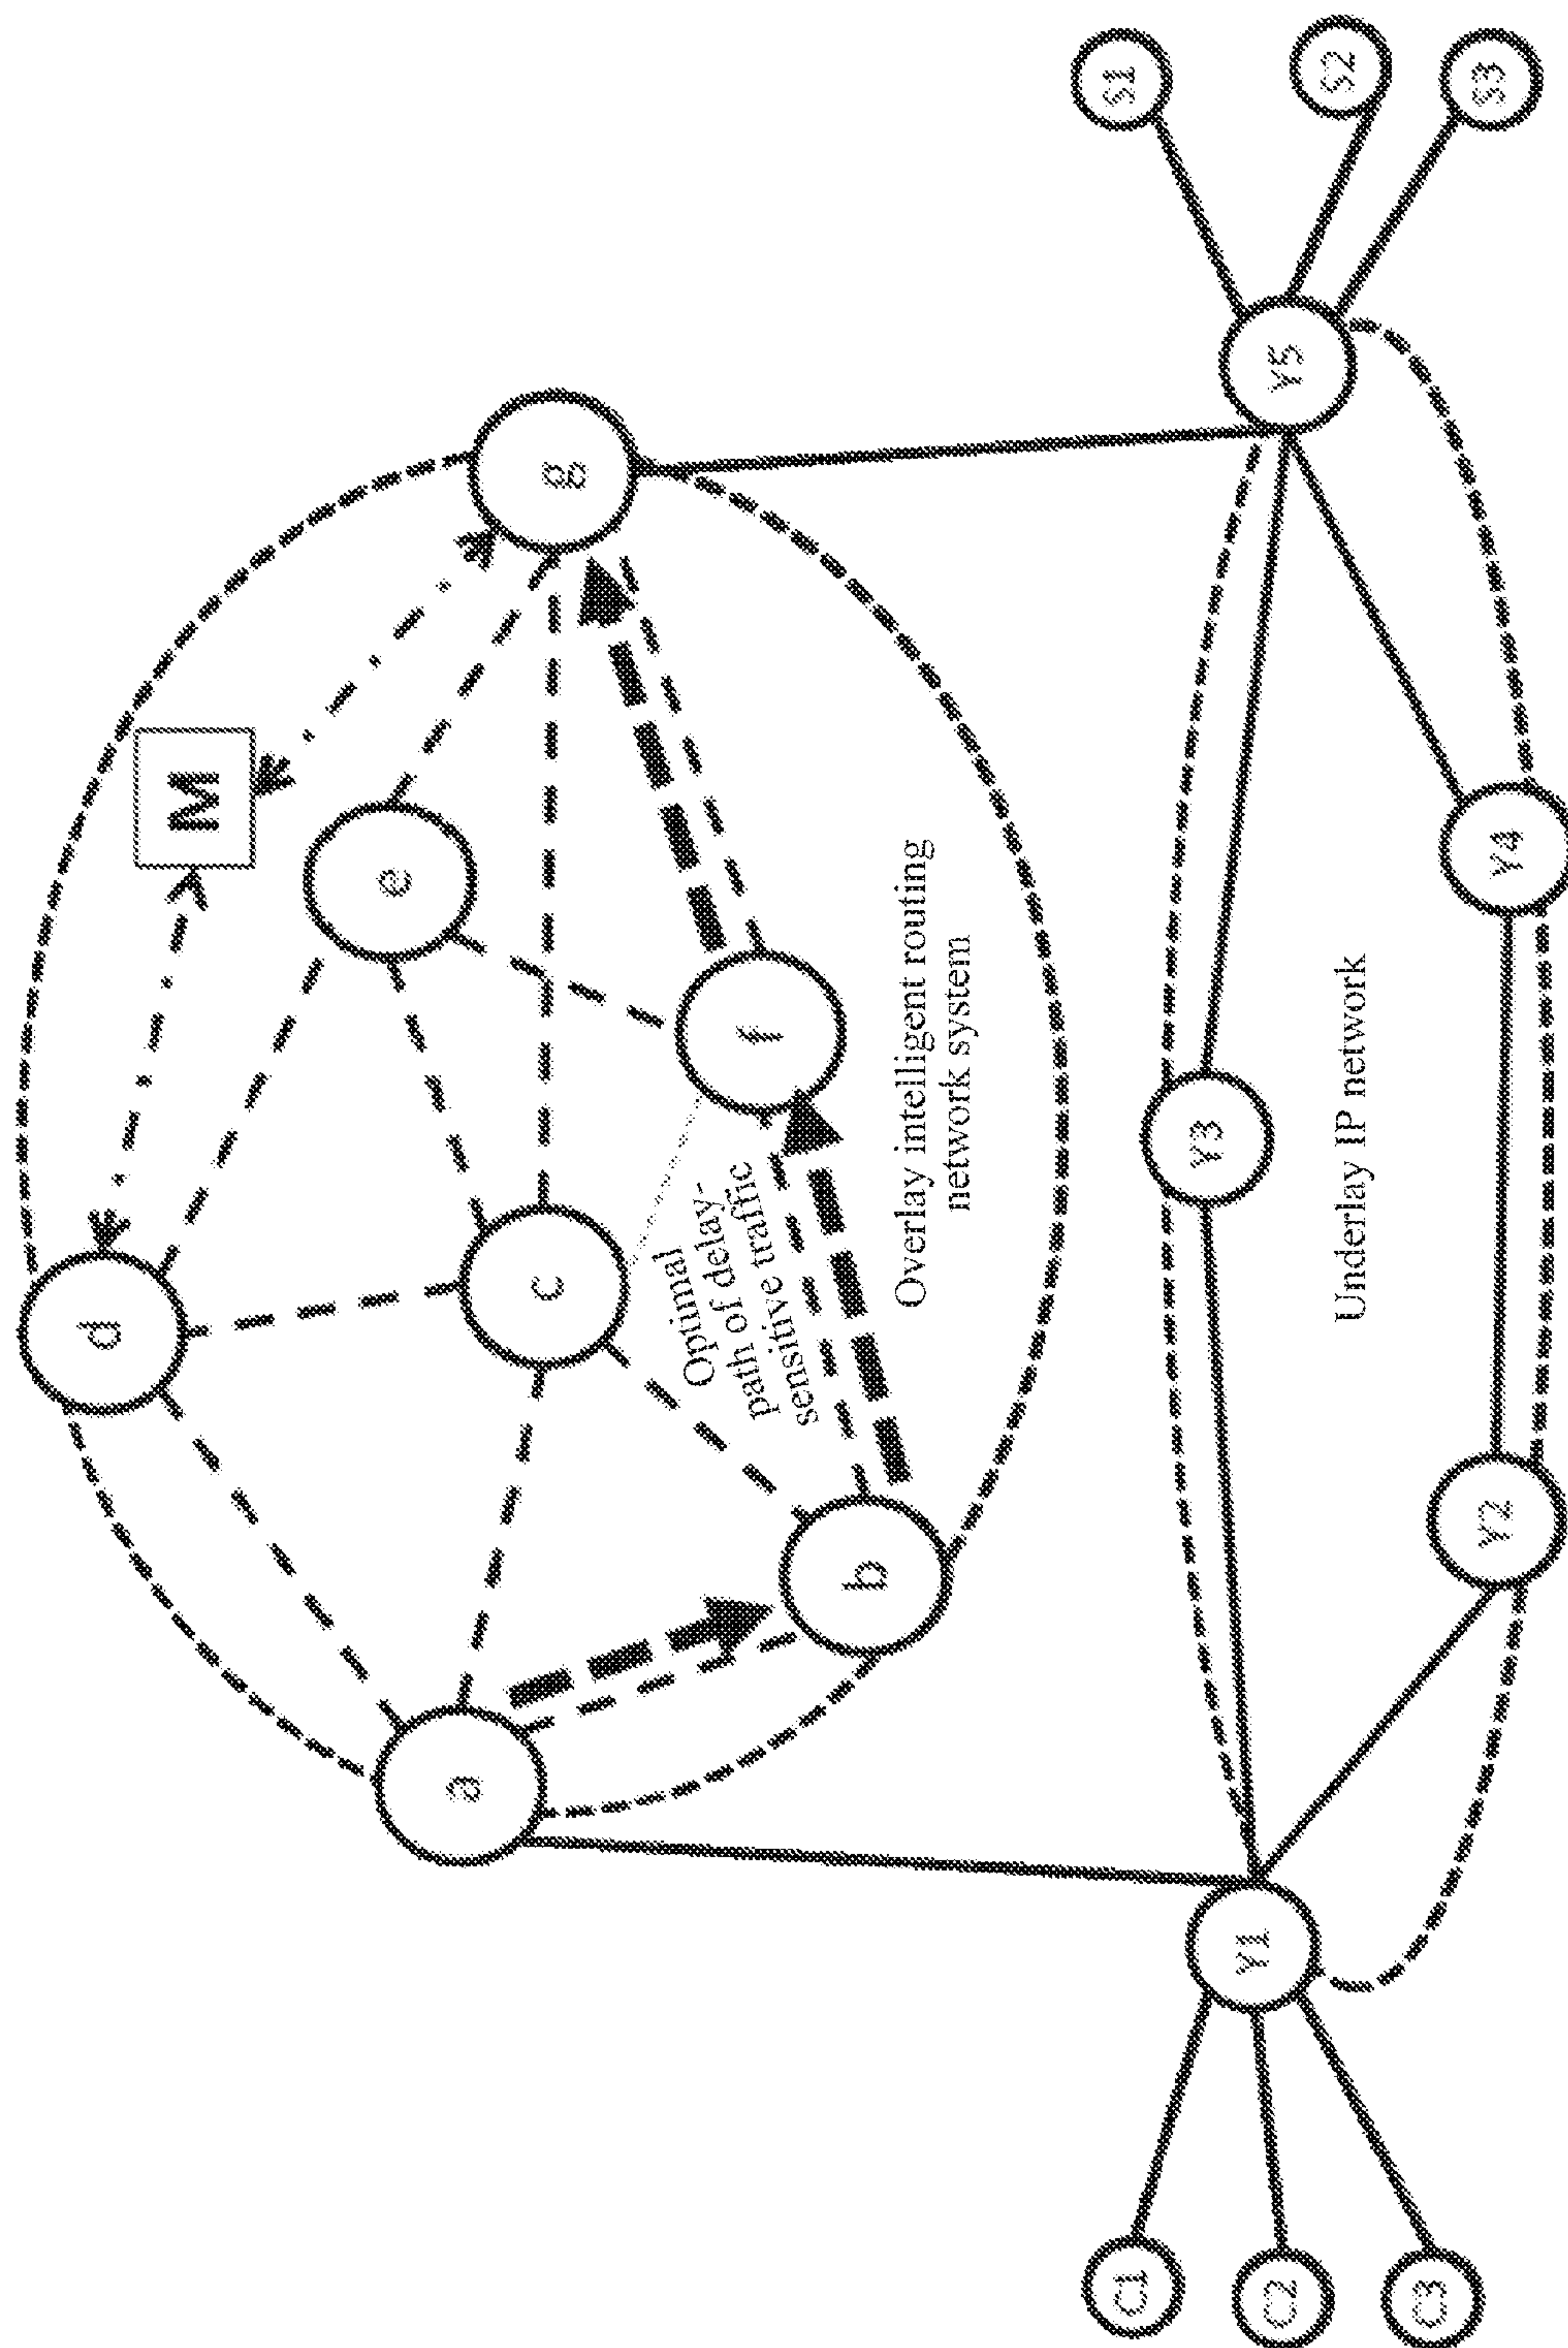 d
M
e
a
c
g
Optimal
path of delay-
sensitive traffic
f
b
Overlay intelligent routing
network system
C1
C2
C3
Y1
Y3
Underlay IP network
Y2
Y4
Y5
S1
S2
S3